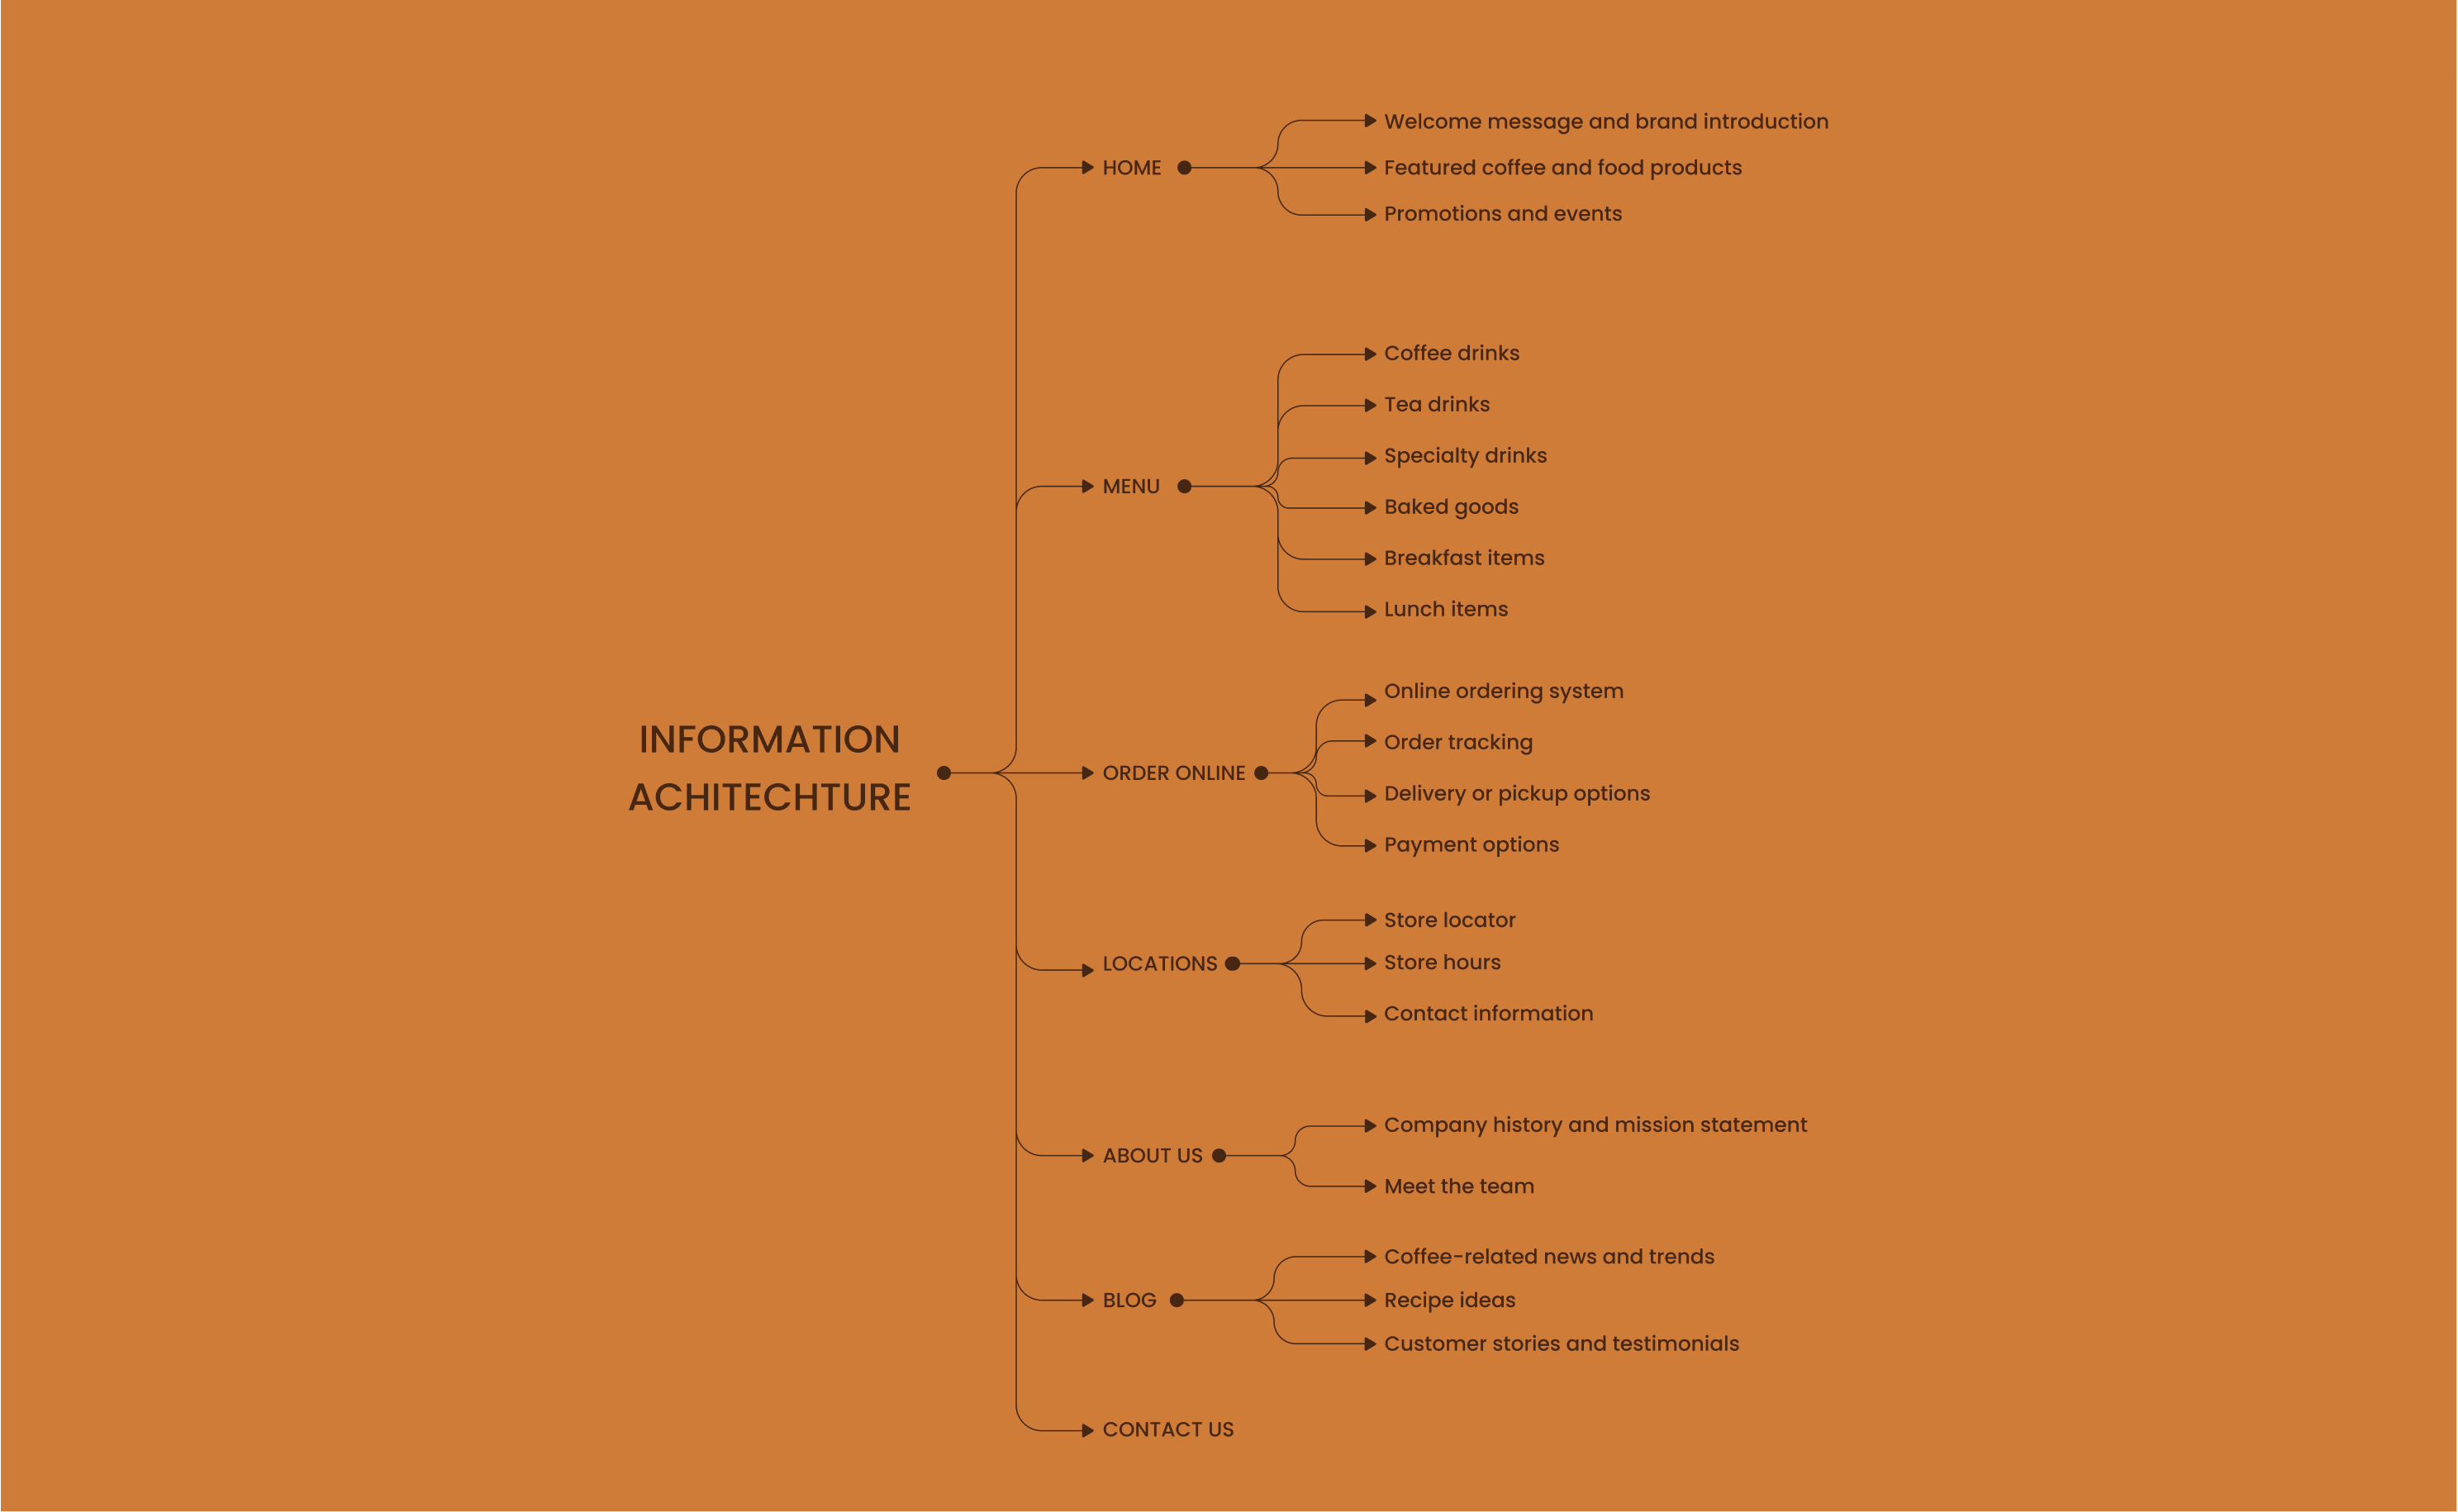 INFORMATION
ACHITECHTURE
HOME
Welcome message and brand introduction
Featured coffee and food products
Promotions and events
MENU
Coffee drinks
Tea drinks
Specialty drinks
Baked goods
Breakfast items
Lunch items
ORDER ONLINE
Online ordering system
Order tracking
Delivery or pickup options
Payment options
LOCATIONS
Store locator
Store hours
Contact information
ABOUT US
Company history and mission statement
Meet the team
BLOG
Coffee-related news and trends
Recipe ideas
Customer stories and testimonials
CONTACT US